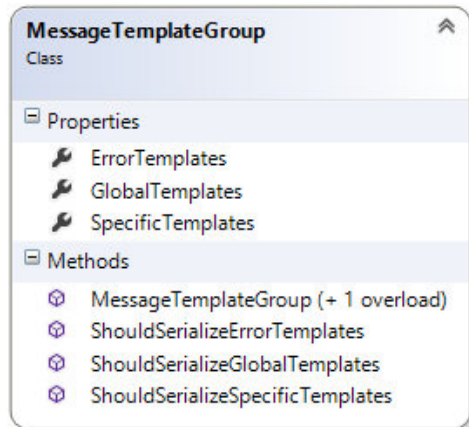 MessageTemplateGroup
Class
Properties
ErrorTemplates
GlobalTemplates
SpecificTemplates
Methods
MessageTemplateGroup (+ 1 overload)
ShouldSerializeErrorTemplates
ShouldSerializeGlobalTemplates
ShouldSerializeSpecificTemplates